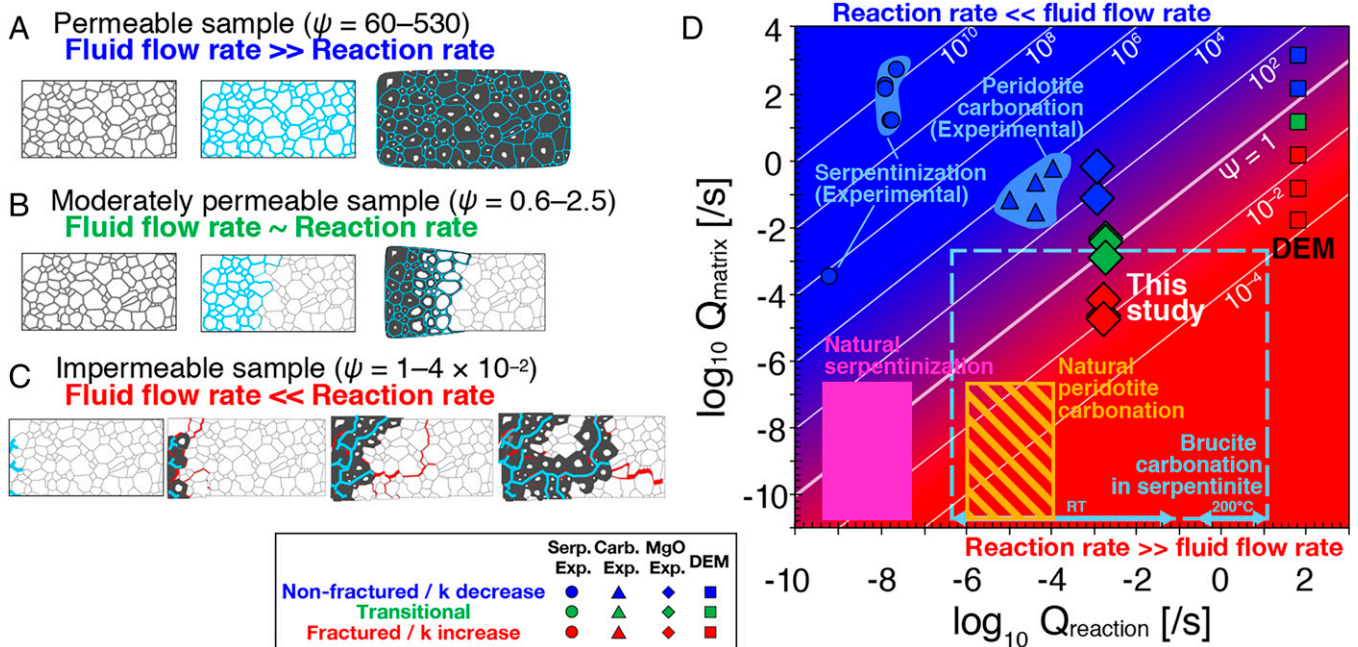 A Permeable sample (ψ = 60–530)
Fluid flow rate >> Reaction rate
B Moderately permeable sample (ψ = 0.6–2.5)
Fluid flow rate ~ Reaction rate
C Impermeable sample (ψ = 1–4 × 10⁻²)
Fluid flow rate << Reaction rate
Serp. Carb. MgO DEM
Exp. Exp. Exp.
Non-fractured / k decrease
Transitional
Fractured / k increase
D
Reaction rate << fluid flow rate
10¹⁰
10⁸
10⁶
10⁴
10²
Ψ = 1
10⁻²
10⁻⁴
Peridotite
carbonation
(Experimental)
Serpentinization
(Experimental)
DEM
This
study
Natural
serpentinization
Natural
peridotite
carbonation
Brucite
carbonation
in serpentinite
RT
200°C
Reaction rate >> fluid flow rate
4
2
0
-2
-4
-6
-8
-10
log₁₀ Qmatrix [/s]
-10 -8 -6 -4 -2 0 2
log₁₀ Qreaction [/s]